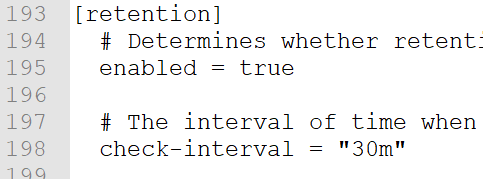 193 [retention]
194 # Determines whether
195 enabled = true
196
197 # The interval of time when
198 check-interval = "30m"
199